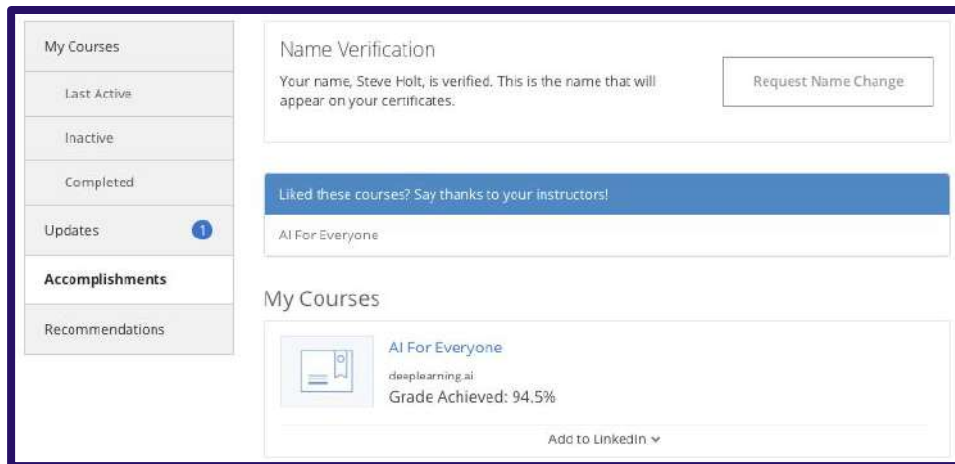 My Courses
Last Active
Inactive
Completed
Updates 1
Accomplishments
Recommendations
Name Verification
Your name, Steve Holt, is verified. This is the name that will
appear on your certificates.
Request Name Change
Liked these courses? Say thanks to your instructors!
AI For Everyone
My Courses
AI For Everyone
deeplearning.ai
Grade Achieved: 94.5%
Add to LinkedIn